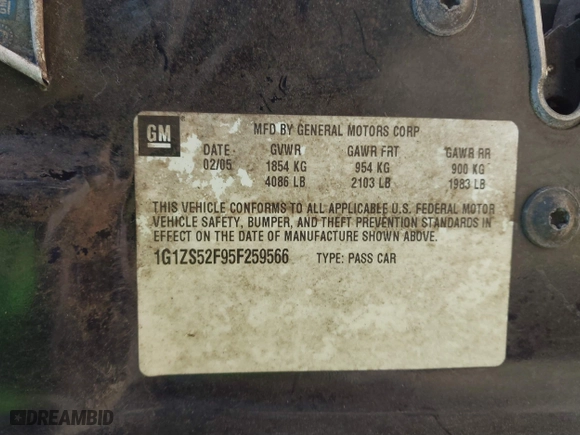 GM
MFD BY GENERAL MOTORS CORP
DATE GVWR GAWR FRT GAWR RR
02/05 1854 KG 954 KG 900 KG
4086 LB 2103 LB 1983 LB
THIS VEHICLE CONFORMS TO ALL APPLICABLE U.S. FEDERAL MOTOR
VEHICLE SAFETY, BUMPER, AND THEFT PREVENTION STANDARDS IN
EFFECT ON THE DATE OF MANUFACTURE SHOWN ABOVE.
1G1ZS52F95F259566 TYPE: PASS CAR
DREAMBID